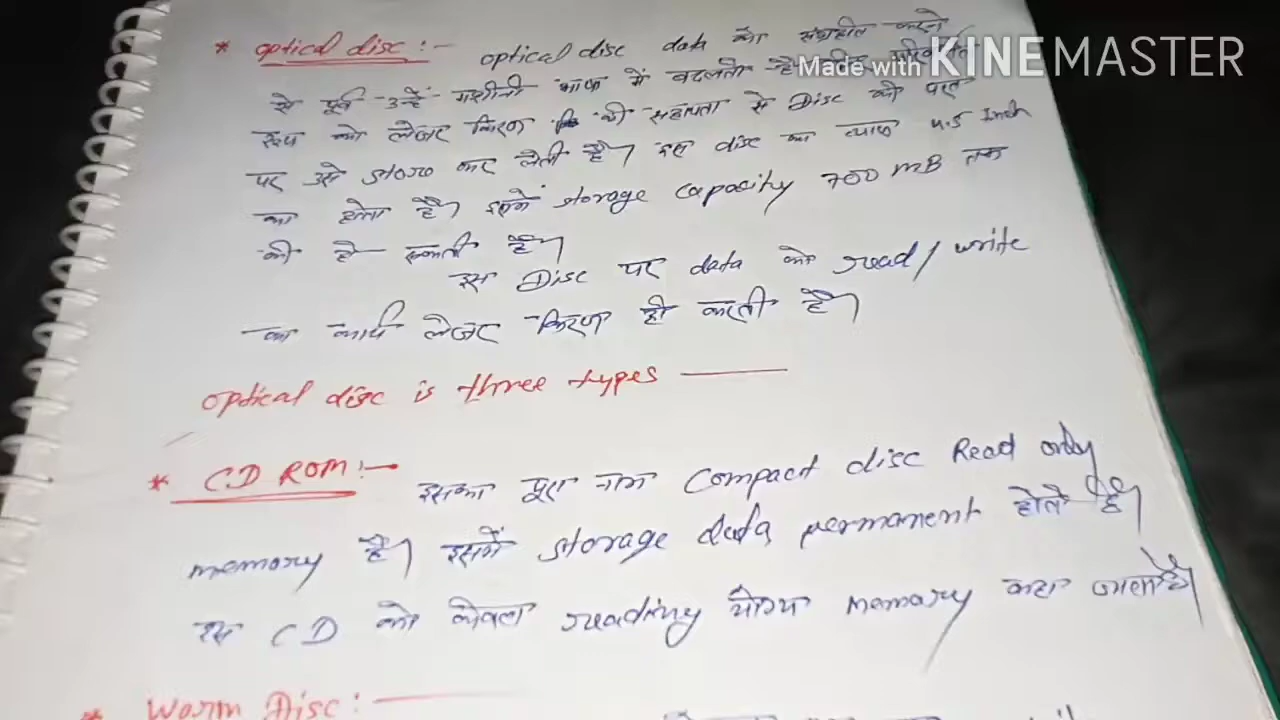 * optical disc :- optical disc data को संग्रहीत करने
Made with KINEMASTER
से पूर्व उन्हें मशीनी भाषा में बदलती है
रूप को लेजर किरण की सहायता से Disc की परत
पर उसे store कर लेती है। इस disc का व्यास 4.5 Inch
का होता है। इसमें storage capacity 700 MB तक
की हो सकती है।
इस Disc पर data को read/write
का कार्य लेजर किरण ही करती है।
optical disc is three types ——
* CD ROM :- इसका पूरा नाम Compact disc Read only
memory है। इसमें storage data permanent होते है।
इस CD को केवल reading योग्य memory कहा जाता है।
* Worm Disc :-